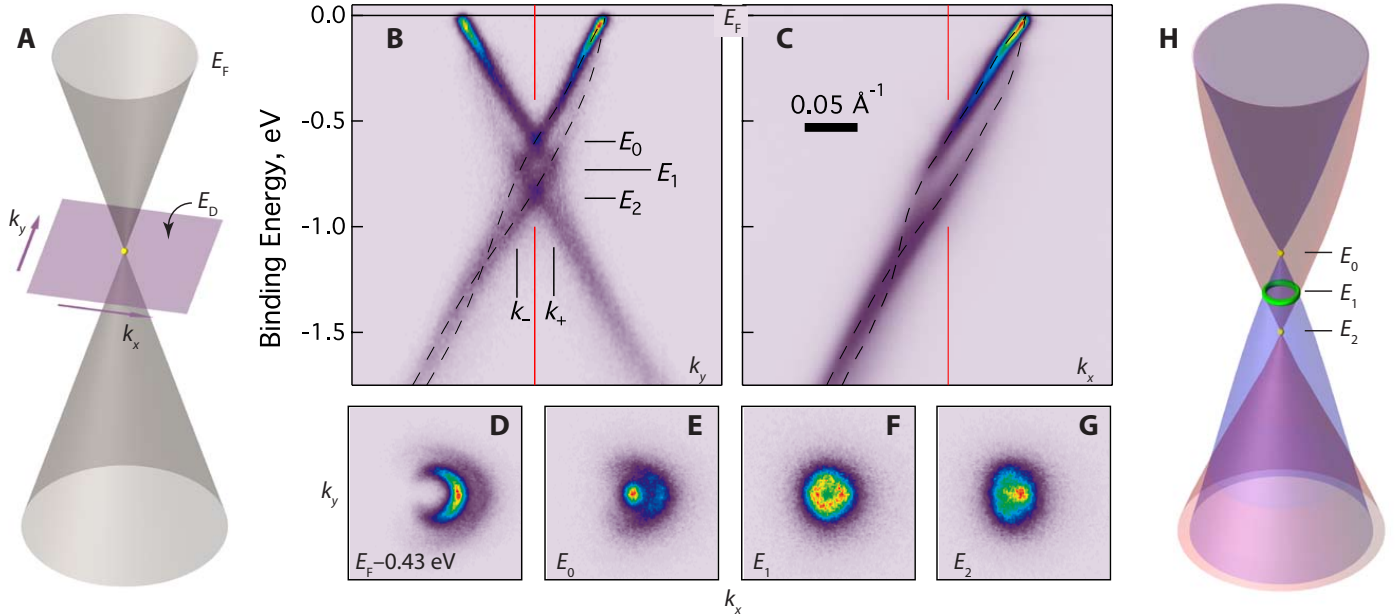 A
E_F
E_D
k_y
k_x
Binding Energy, eV
0.0
-0.5
-1.0
-1.5
B
E_0
E_1
E_2
k_-
k_+
k_y
E_F
C
0.05 Å⁻¹
k_x
D
E
F
G
k_y
E_F–0.43 eV
E_0
E_1
E_2
k_x
H
E_0
E_1
E_2